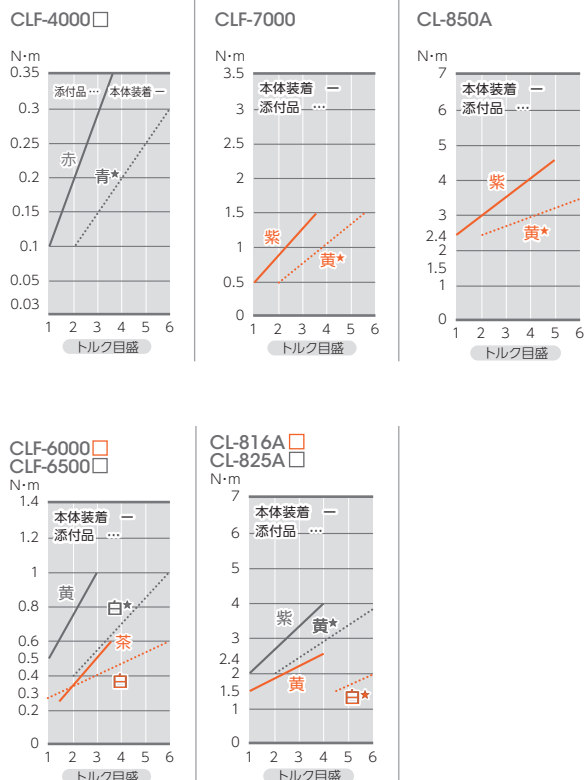 CLF-4000□
N・m
0.35
0.3
0.25
0.2
0.15
0.1
0.05
0.03
添付品 … 本体装着 ー
赤
青★
1 2 3 4 5 6
トルク目盛
CLF-7000
N・m
3.5
3
2.5
2
1.5
1
0.5
0
本体装着 ー
添付品 …
紫
黄★
1 2 3 4 5 6
トルク目盛
CL-850A
N・m
7
6
5
4
3
2.4
2
1.5
1
0
本体装着 ー
添付品 …
紫
黄★
1 2 3 4 5 6
トルク目盛
CLF-6000□
CLF-6500□
N・m
1.4
1.2
1
0.8
0.6
0.5
0.4
0.3
0.2
0
本体装着 ー
添付品 …
黄
白★
茶
白
1 2 3 4 5 6
トルク目盛
CL-816A□
CL-825A□
N・m
7
6
5
4
3
2.4
2
1.5
1
0
本体装着 ー
添付品 …
紫
黄★
黄
白★
1 2 3 4 5 6
トルク目盛